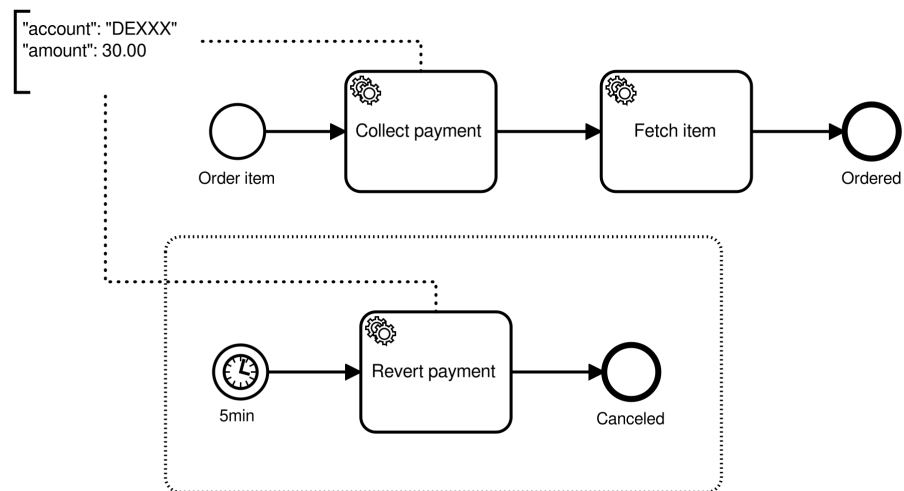 "account": "DEXXX"
"amount": 30.00
Collect payment
Fetch item
Order item
Ordered
Revert payment
5min
Canceled